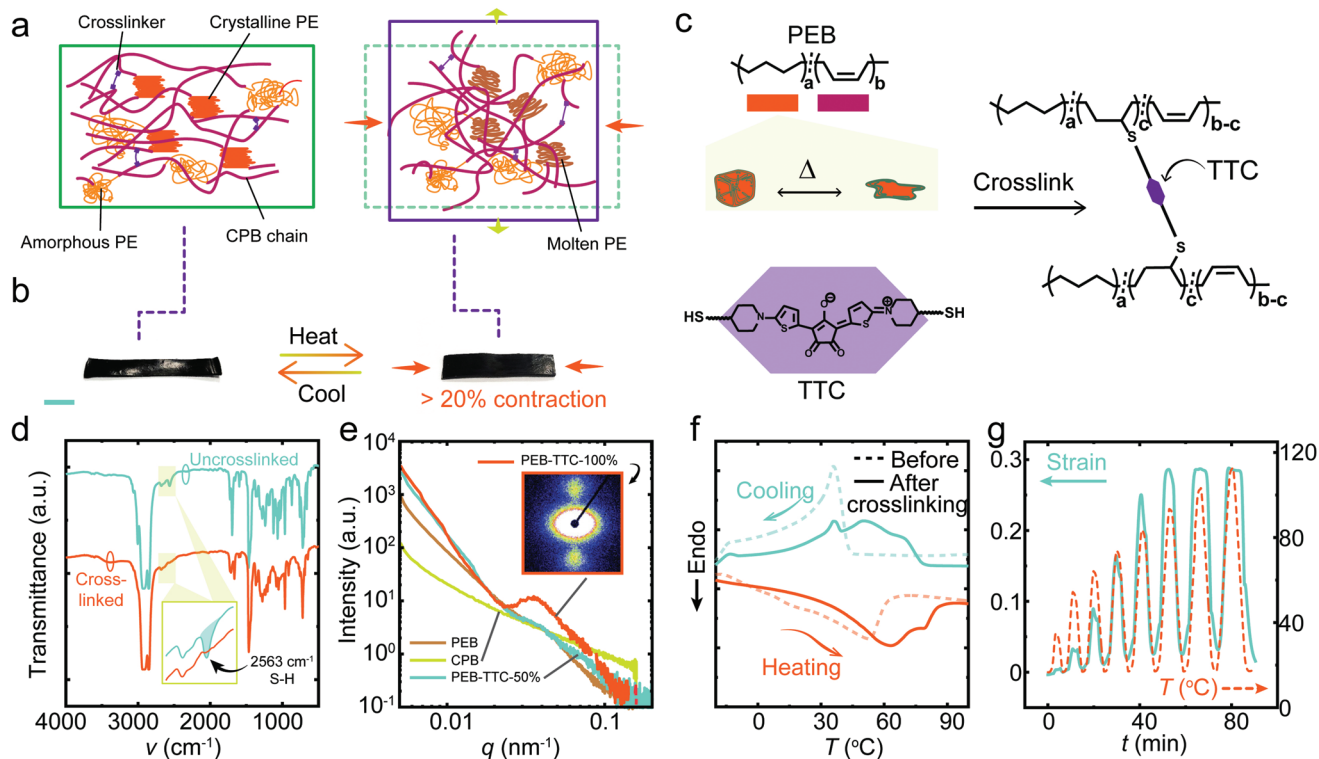 a
Crosslinker
Crystalline PE
Amorphous PE
CPB chain
Molten PE
b
Heat
Cool
> 20% contraction
c
PEB
a
b
Δ
Crosslink
a
c
b-c
S
TTC
S
a
c
b-c
HS
N
S
O
⊖
O
O
S
N
⊕
SH
TTC
d
Transmittance (a.u.)
Uncrosslinked
Cross-
linked
2563 cm⁻¹
S-H
4000 3000 2000 1000
ν (cm⁻¹)
e
Intensity (a.u.)
10⁴
10³
10²
10¹
10⁰
10⁻¹
PEB-TTC-100%
PEB
CPB
PEB-TTC-50%
0.01 0.1
q (nm⁻¹)
f
Before
After
crosslinking
Cooling
Endo
Heating
0 30 60 90
T (°C)
g
Strain
0.3
0.2
0.1
0
120
80
40
0
T (°C)
0 40 80
t (min)